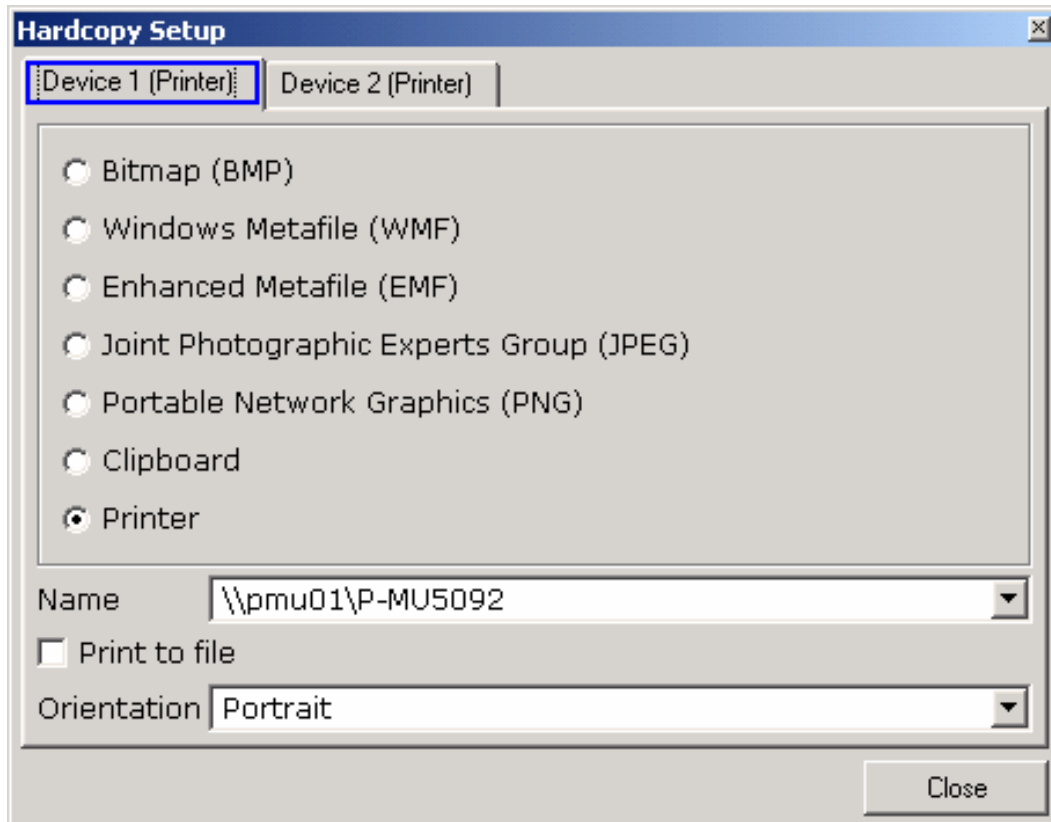 Hardcopy Setup
Device 1 (Printer) Device 2 (Printer)
Bitmap (BMP)
Windows Metafile (WMF)
Enhanced Metafile (EMF)
Joint Photographic Experts Group (JPEG)
Portable Network Graphics (PNG)
Clipboard
Printer
Name \\pmu01\P-MU5092
Print to file
Orientation Portrait
Close